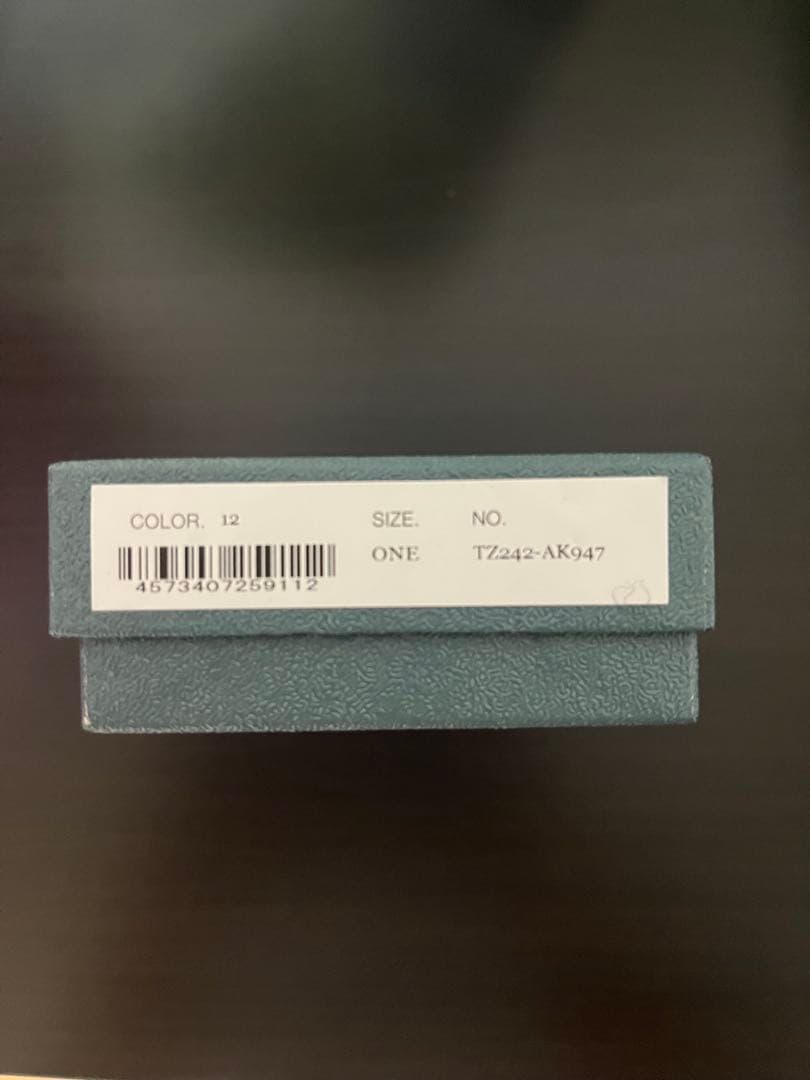 COLOR. 12 SIZE. NO.
ONE TZ242-AK947
4573407259112